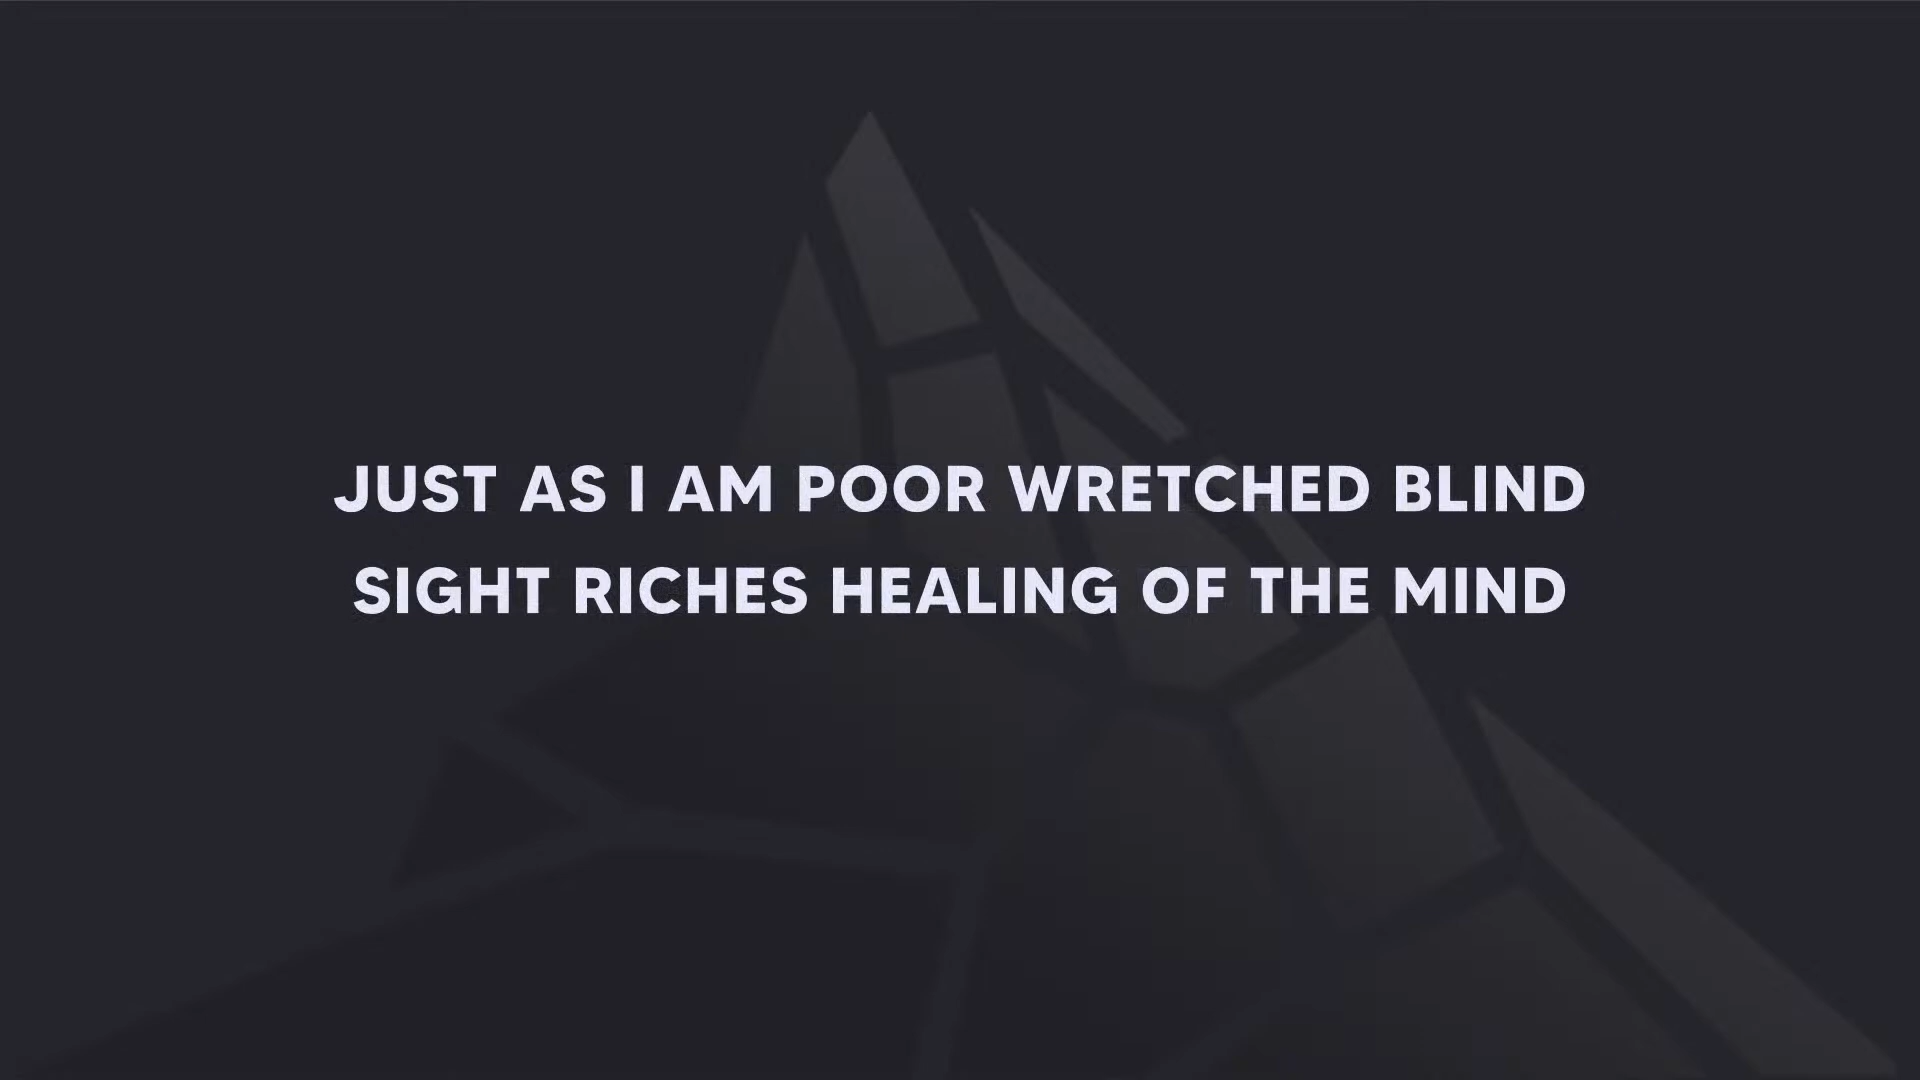 JUST AS I AM POOR WRETCHED BLIND
SIGHT RICHES HEALING OF THE MIND